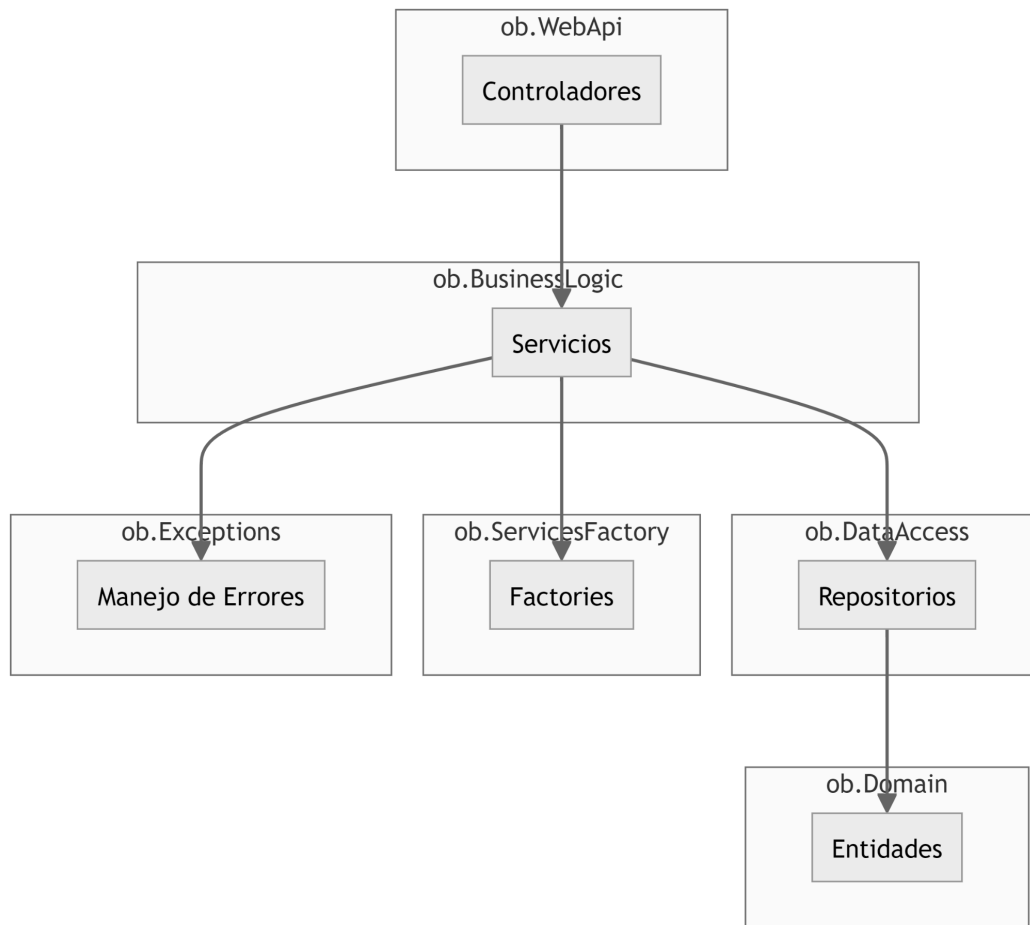 ob.WebApi
Controladores
ob.BusinessLogic
Servicios
ob.Exceptions
Manejo de Errores
ob.ServicesFactory
Factories
ob.DataAccess
Repositorios
ob.Domain
Entidades